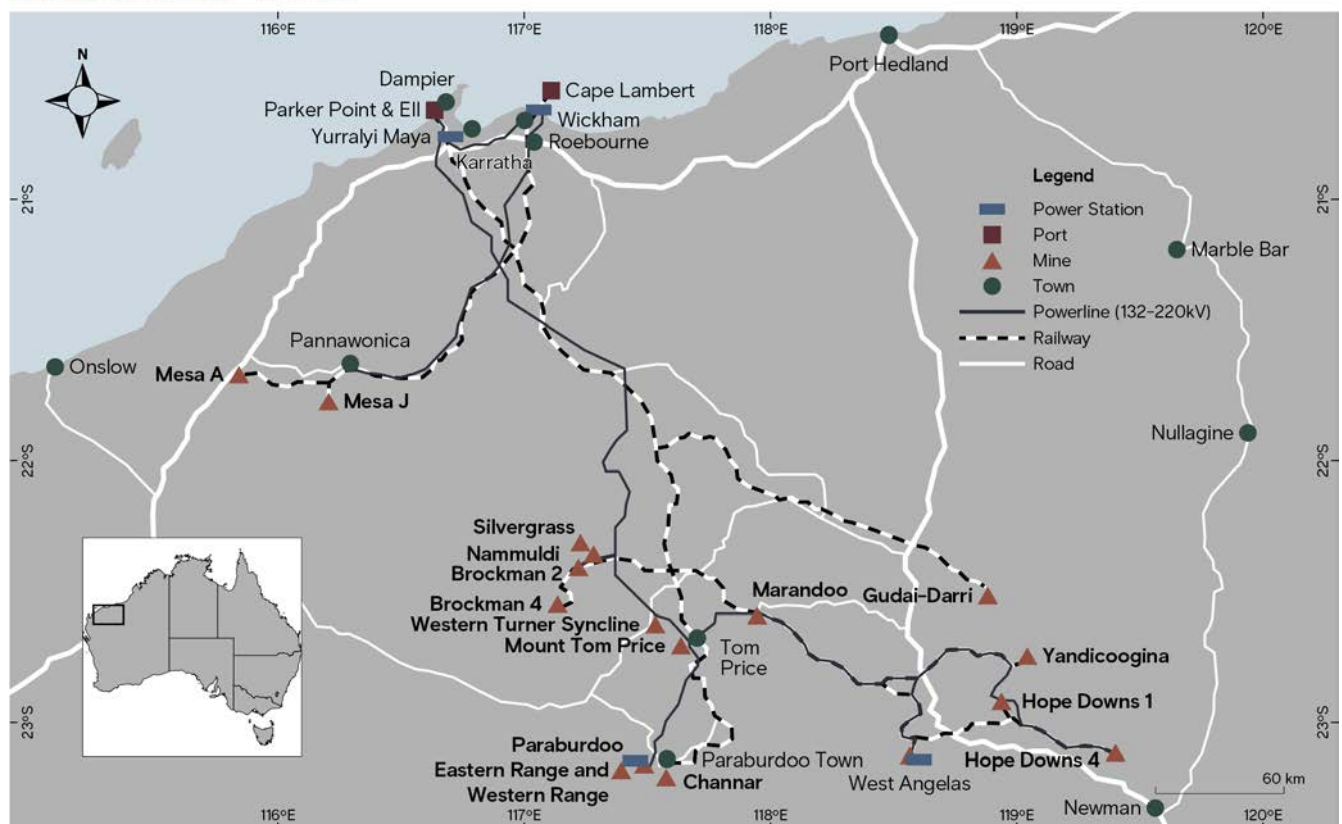 116°E 117°E 118°E 119°E 120°E
N
Port Hedland
Dampier
Cape Lambert
Parker Point & Ell
Wickham
Yurralyi Maya
Roebourne
Karratha
21°S
21°S
Legend
Power Station
Port
Mine
Town
Powerline (132–220kV)
Railway
Road
Marble Bar
Pannawonica
Onslow
Mesa A
Mesa J
Nullagine
22°S
22°S
Silvergrass
Nammuldi
Brockman 2
Brockman 4
Western Turner Syncline
Mount Tom Price
Marandoo
Gudai-Darri
Tom
Price
Yandicoogina
Hope Downs 1
23°S
23°S
Paraburdoo
Eastern Range and
Western Range
Paraburdoo Town
Channar
West Angelas
Hope Downs 4
60 km
Newman
116°E 117°E 118°E 119°E 120°E